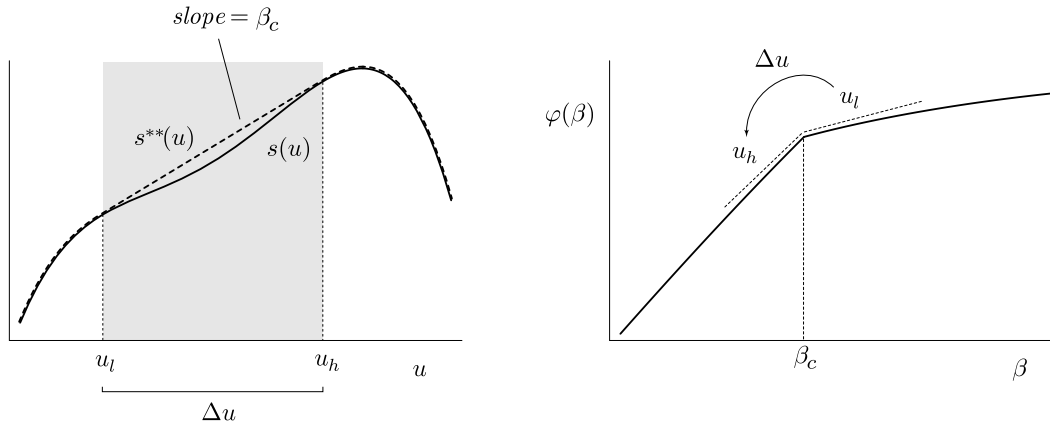 slope = β_c
s**(u)
s(u)
u_l
u_h
u
Δu
Δu
φ(β)
u_l
u_h
β_c
β